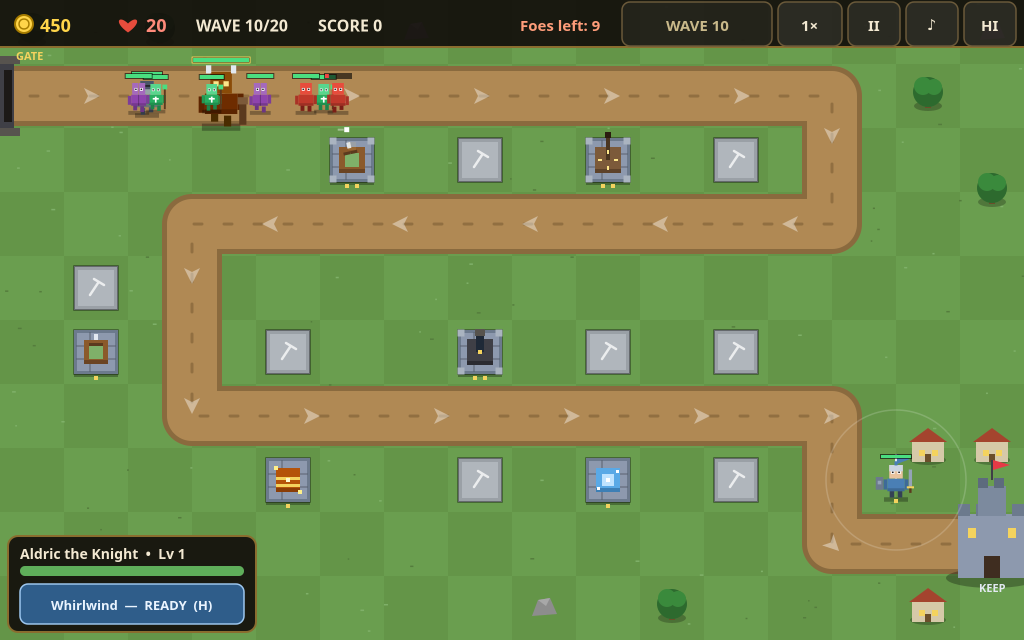 450
20
WAVE 10/20
SCORE 0
Foes left: 9
WAVE 10
1×
II
♪
HI
GATE
KEEP
Aldric the Knight • Lv 1
Whirlwind — READY (H)